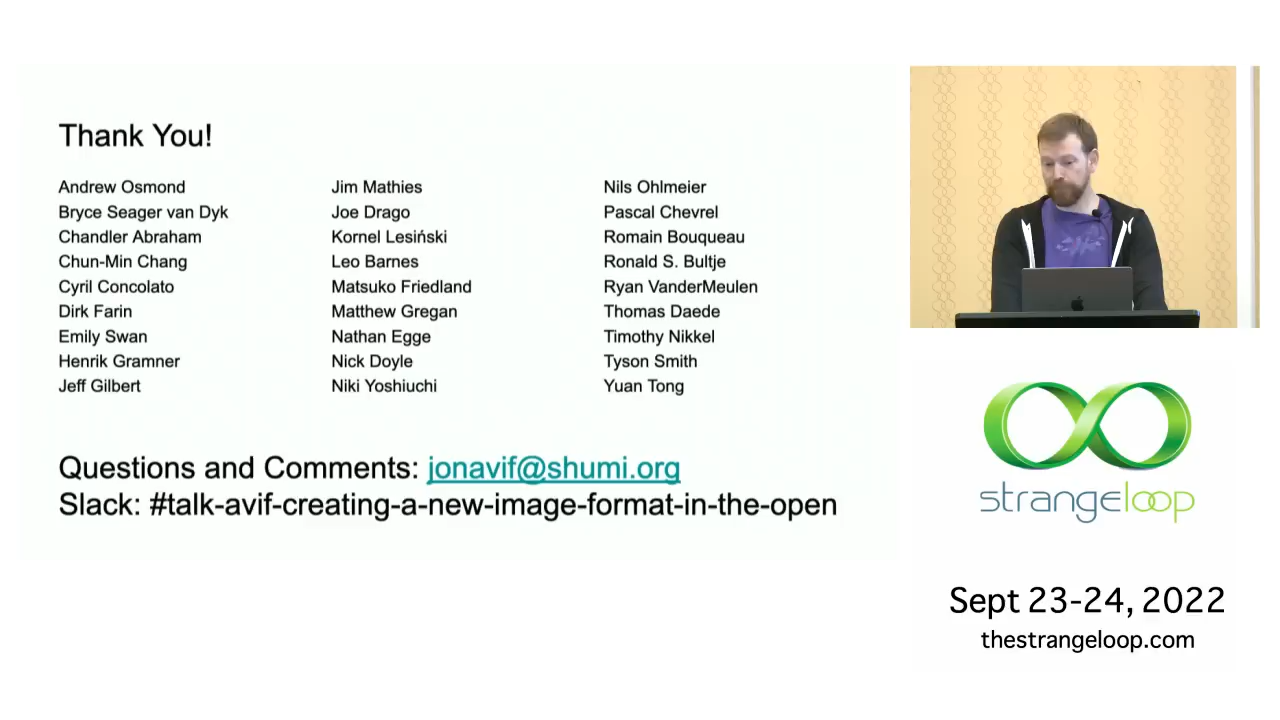 Thank You!
Andrew Osmond
Bryce Seager van Dyk
Chandler Abraham
Chun-Min Chang
Cyril Concolato
Dirk Farin
Emily Swan
Henrik Gramner
Jeff Gilbert
Jim Mathies
Joe Drago
Kornel Lesiński
Leo Barnes
Matsuko Friedland
Matthew Gregan
Nathan Egge
Nick Doyle
Niki Yoshiuchi
Nils Ohlmeier
Pascal Chevrel
Romain Bouqueau
Ronald S. Bultje
Ryan VanderMeulen
Thomas Daede
Timothy Nikkel
Tyson Smith
Yuan Tong
Questions and Comments: jonavif@shumi.org
Slack: #talk-avif-creating-a-new-image-format-in-the-open
strangeloop
Sept 23-24, 2022
thestrangeloop.com